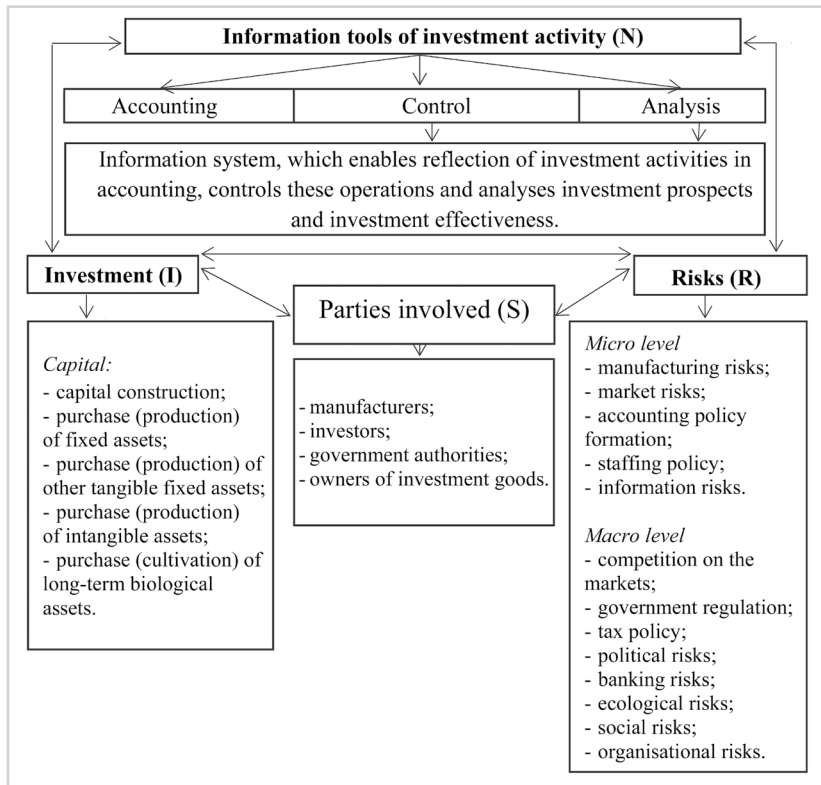 Information tools of investment activity (N)
Accounting
Control
Analysis
Information system, which enables reflection of investment activities in
accounting, controls these operations and analyses investment prospects
and investment effectiveness.
Investment (I)
Parties involved (S)
Risks (R)
Capital:
- capital construction;
- purchase (production)
of fixed assets;
- purchase (production) of
other tangible fixed assets;
- purchase (production)
of intangible assets;
- purchase (cultivation) of
long-term biological
assets.
- manufacturers;
- investors;
- government authorities;
- owners of investment goods.
Micro level
- manufacturing risks;
- market risks;
- accounting policy
formation;
- staffing policy;
- information risks.
Macro level
- competition on the
markets;
- government regulation;
- tax policy;
- political risks;
- banking risks;
- ecological risks;
- social risks;
- organisational risks.